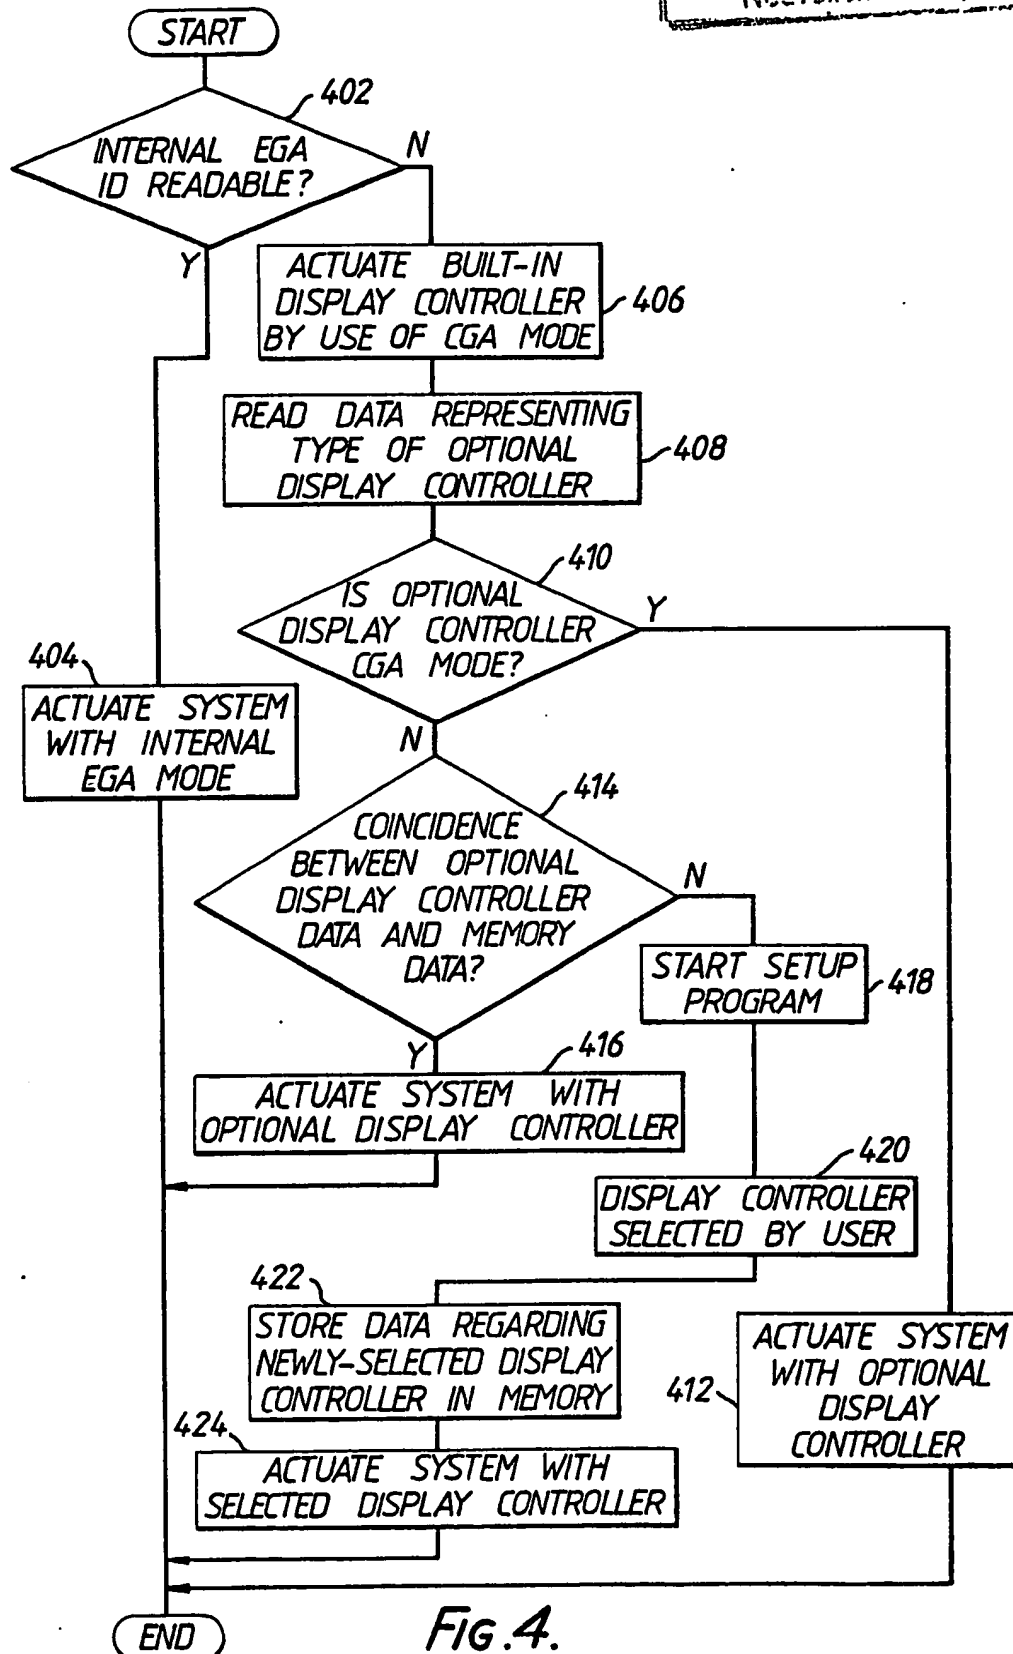 START
402
INTERNAL EGA
ID READABLE?
N
Y
ACTUATE BUILT-IN
DISPLAY CONTROLLER
BY USE OF CGA MODE
406
READ DATA REPRESENTING
TYPE OF OPTIONAL
DISPLAY CONTROLLER
408
410
IS OPTIONAL
DISPLAY CONTROLLER
CGA MODE?
Y
N
404
ACTUATE SYSTEM
WITH INTERNAL
EGA MODE
414
COINCIDENCE
BETWEEN OPTIONAL
DISPLAY CONTROLLER
DATA AND MEMORY
DATA?
N
Y
START SETUP
PROGRAM
418
416
ACTUATE SYSTEM WITH
OPTIONAL DISPLAY CONTROLLER
420
DISPLAY CONTROLLER
SELECTED BY USER
422
STORE DATA REGARDING
NEWLY-SELECTED DISPLAY
CONTROLLER IN MEMORY
412
ACTUATE SYSTEM
WITH OPTIONAL
DISPLAY
CONTROLLER
424
ACTUATE SYSTEM WITH
SELECTED DISPLAY CONTROLLER
END
FIG.4.